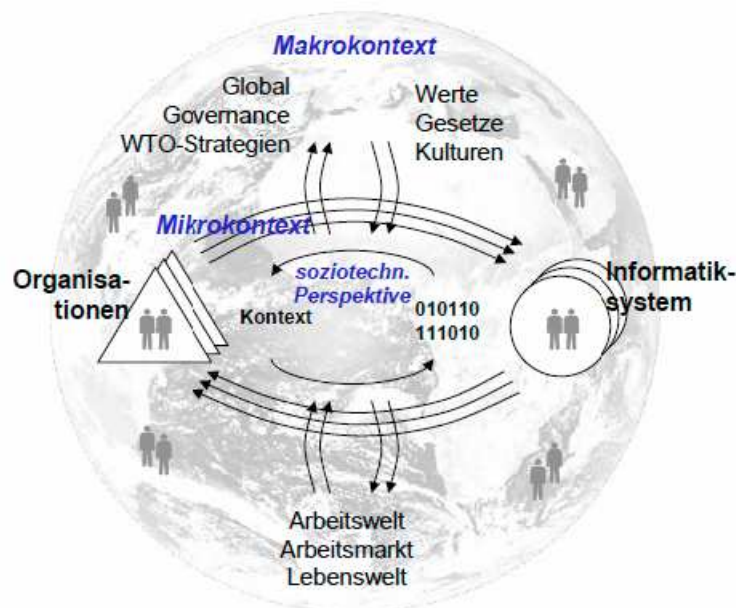 Makrokontext
Global
Governance
WTO-Strategien
Werte
Gesetze
Kulturen
Mikrokontext
Organisa-
tionen
soziotechn.
Perspektive
Kontext
010110
111010
Informatik-
system
Arbeitswelt
Arbeitsmarkt
Lebenswelt